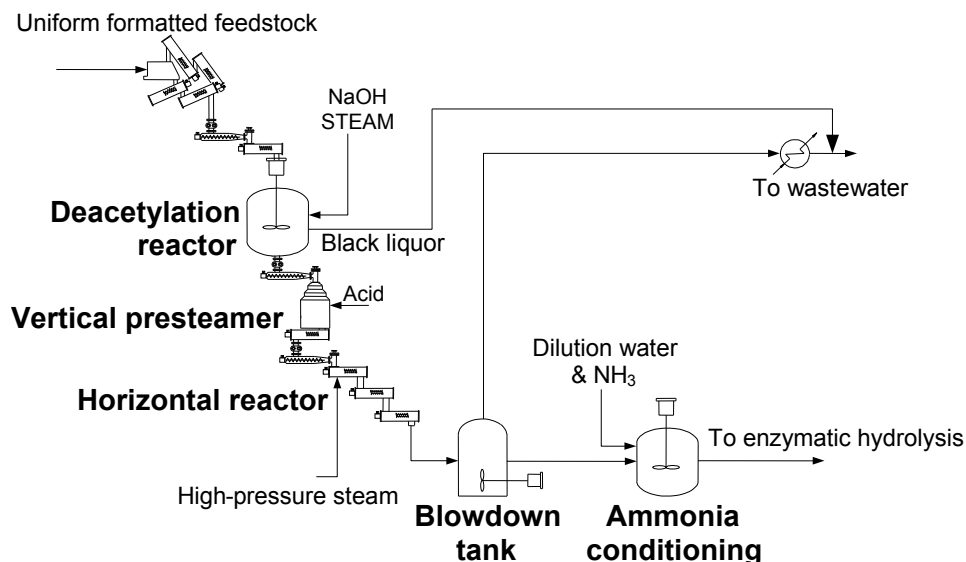 Uniform formatted feedstock
NaOH
STEAM
To wastewater
Deacetylation
reactor
Black liquor
Acid
Vertical presteamer
Dilution water
& NH₃
Horizontal reactor
To enzymatic hydrolysis
High-pressure steam
Blowdown
tank
Ammonia
conditioning